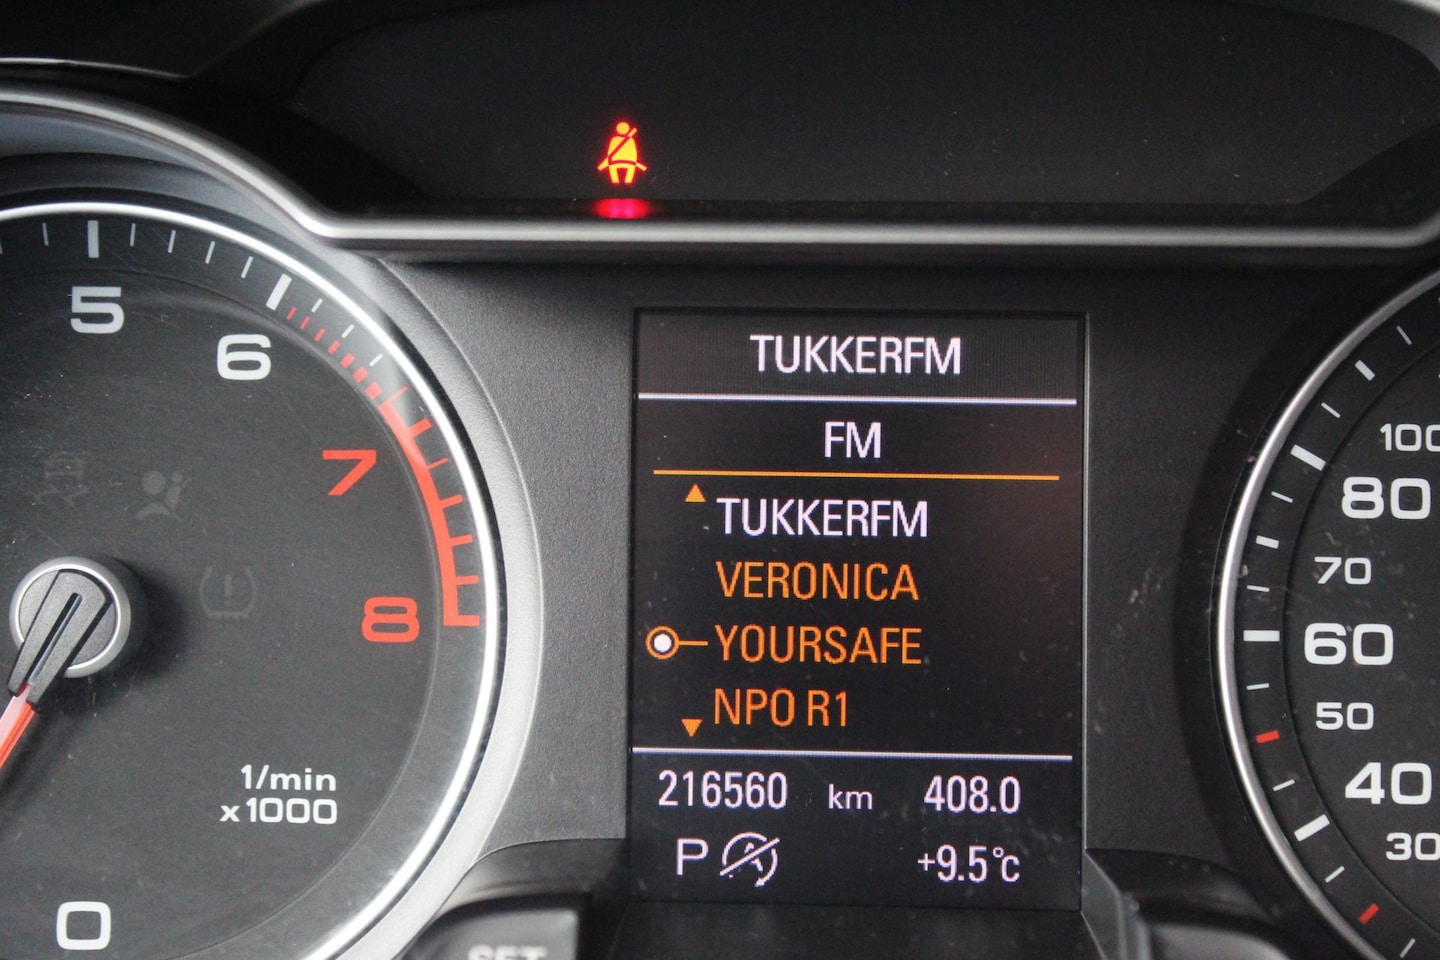 TUKKERFM
FM
TUKKERFM
VERONICA
YOURSAFE
NPO R1
216560 km 408.0
P A +9.5°C
5
6
7
8
1/min
x1000
0
100
80
70
60
50
40
30
SET